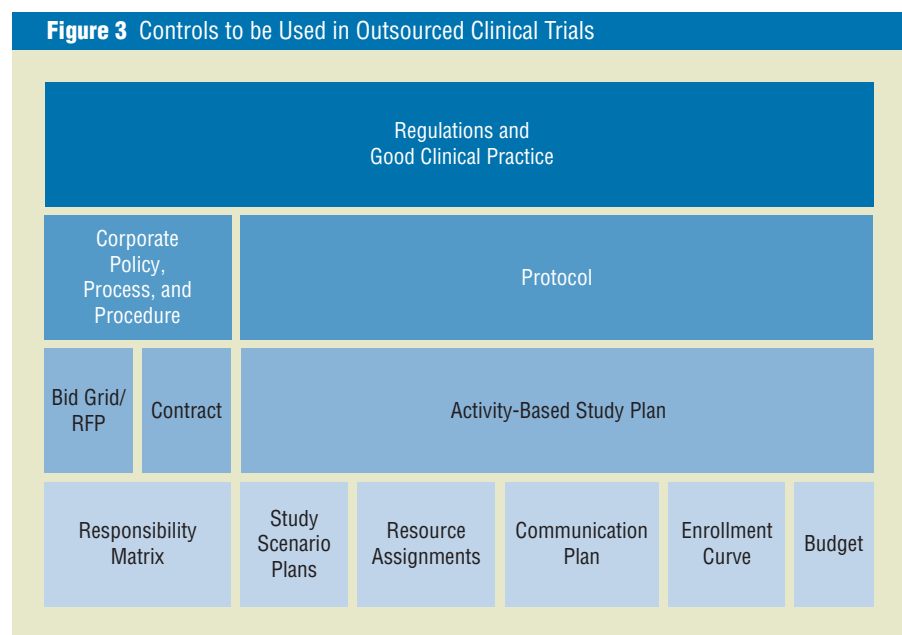 Figure 3 Controls to be Used in Outsourced Clinical Trials
Regulations and
Good Clinical Practice
Corporate
Policy,
Process, and
Procedure
Protocol
Bid Grid/
RFP
Contract
Activity-Based Study Plan
Responsibility
Matrix
Study
Scenario
Plans
Resource
Assignments
Communication
Plan
Enrollment
Curve
Budget